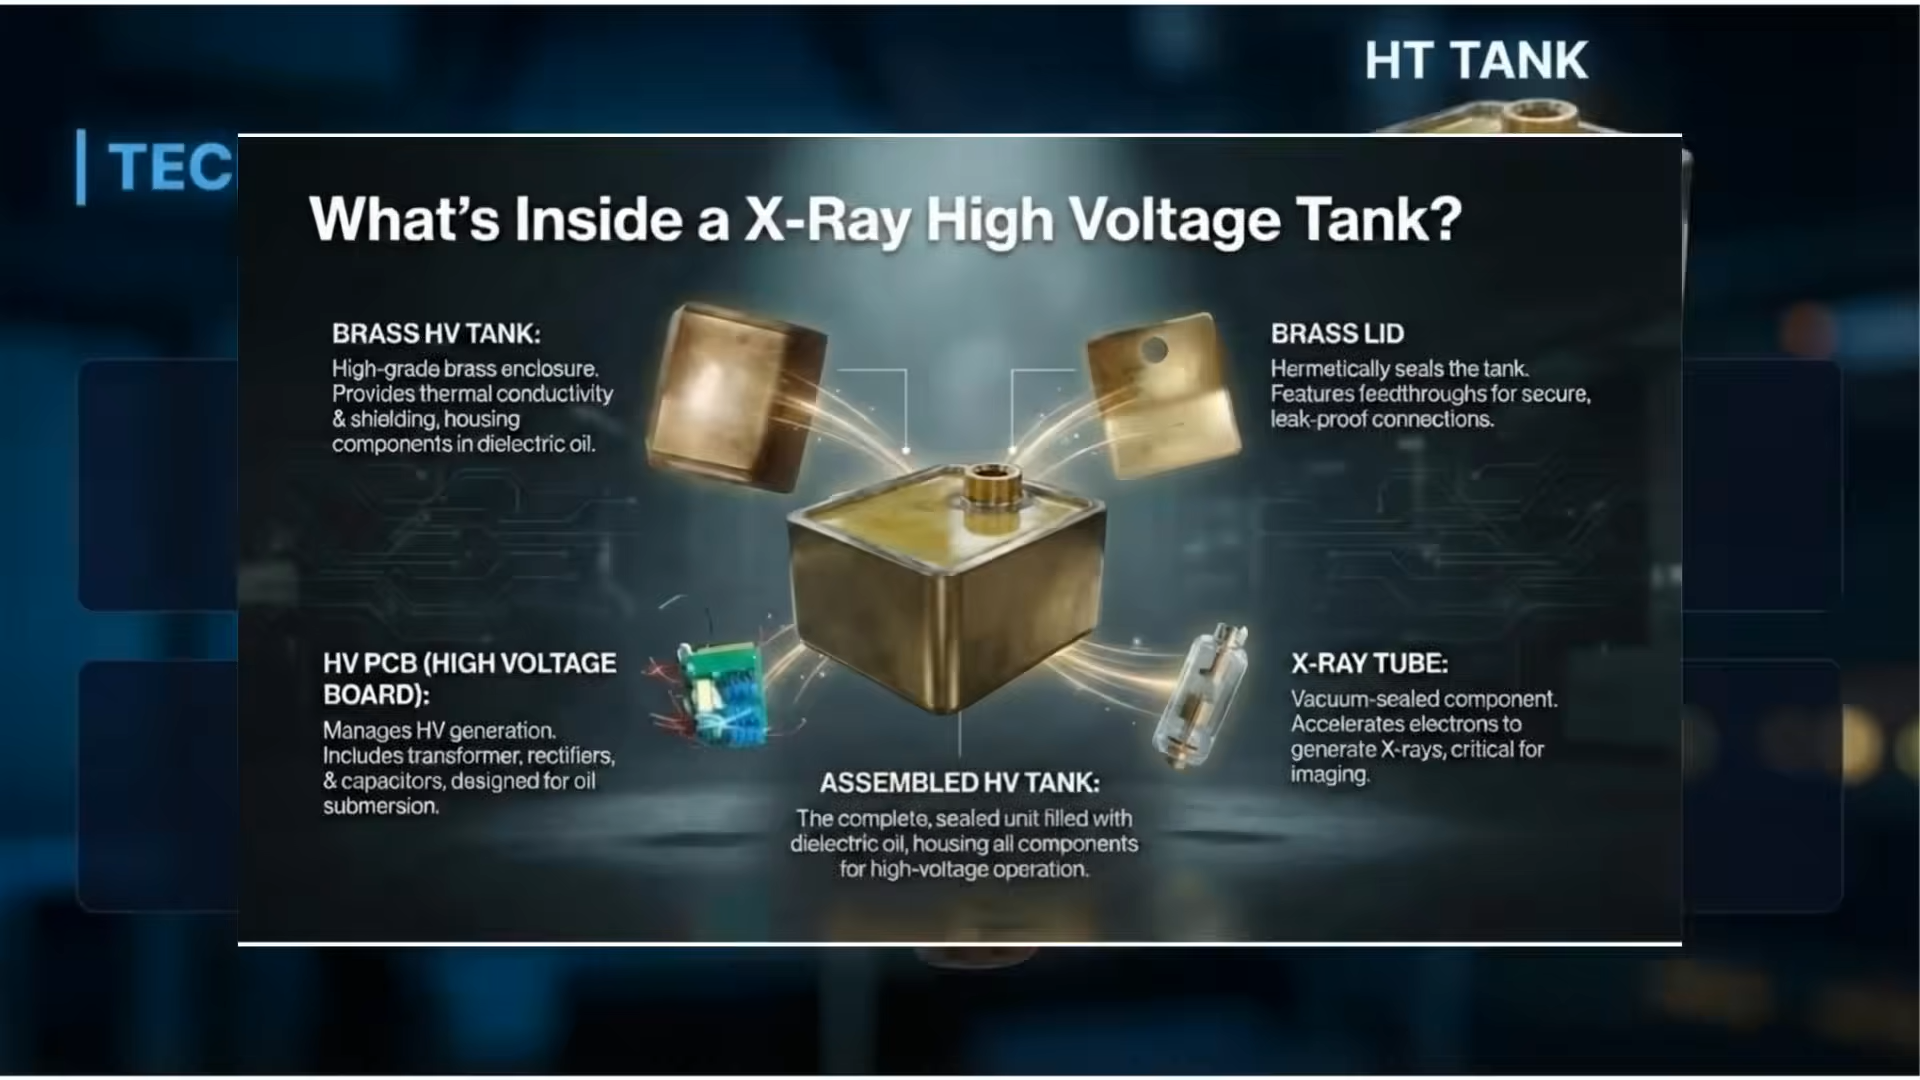 HT TANK
TEC
What's Inside a X-Ray High Voltage Tank?
BRASS HV TANK:
High-grade brass enclosure.
Provides thermal conductivity
& shielding, housing
components in dielectric oil.
BRASS LID
Hermetically seals the tank.
Features feedthroughs for secure,
leak-proof connections.
HV PCB (HIGH VOLTAGE
BOARD):
Manages HV generation.
Includes transformer, rectifiers,
& capacitors, designed for oil
submersion.
X-RAY TUBE:
Vacuum-sealed component.
Accelerates electrons to
generate X-rays, critical for
imaging.
ASSEMBLED HV TANK:
The complete, sealed unit filled with
dielectric oil, housing all components
for high-voltage operation.